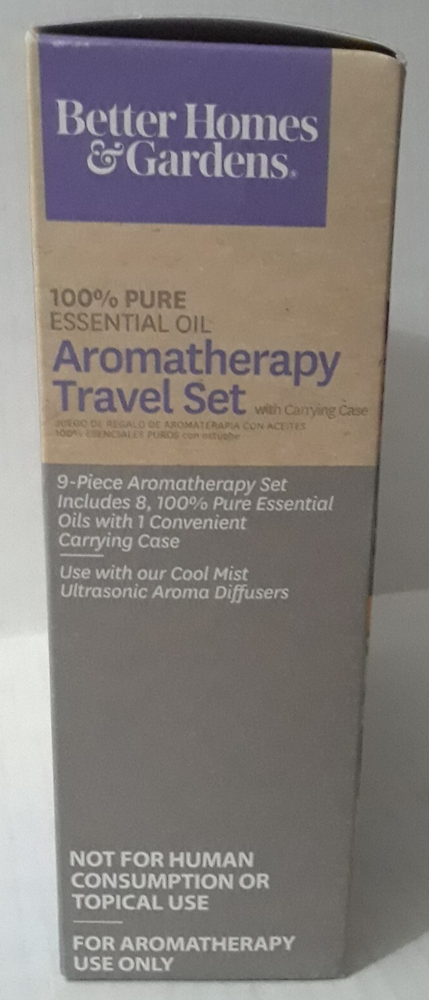 Better Homes
& Gardens®
100% PURE
ESSENTIAL OIL
Aromatherapy
Travel Set with Carrying Case
JUEGO DE REGALO DE AROMATERAPIA CON ACEITES
100% ESENCIALES PUROS con estuche
9-Piece Aromatherapy Set
Includes 8, 100% Pure Essential
Oils with 1 Convenient
Carrying Case
Use with our Cool Mist
Ultrasonic Aroma Diffusers
NOT FOR HUMAN
CONSUMPTION OR
TOPICAL USE
FOR AROMATHERAPY
USE ONLY